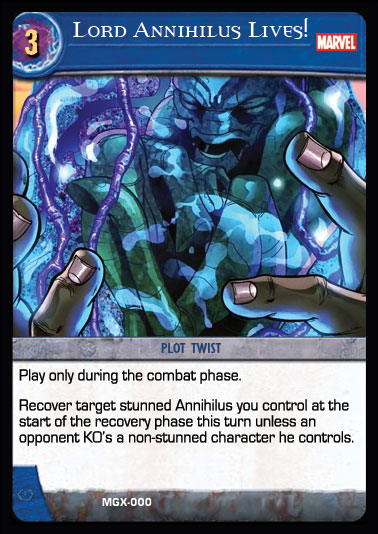 3
Lord Annihilus Lives!
MARVEL
PLOT TWIST
Play only during the combat phase.
Recover target stunned Annihilus you control at the
start of the recovery phase this turn unless an
opponent KO's a non-stunned character he controls.
MGX-000